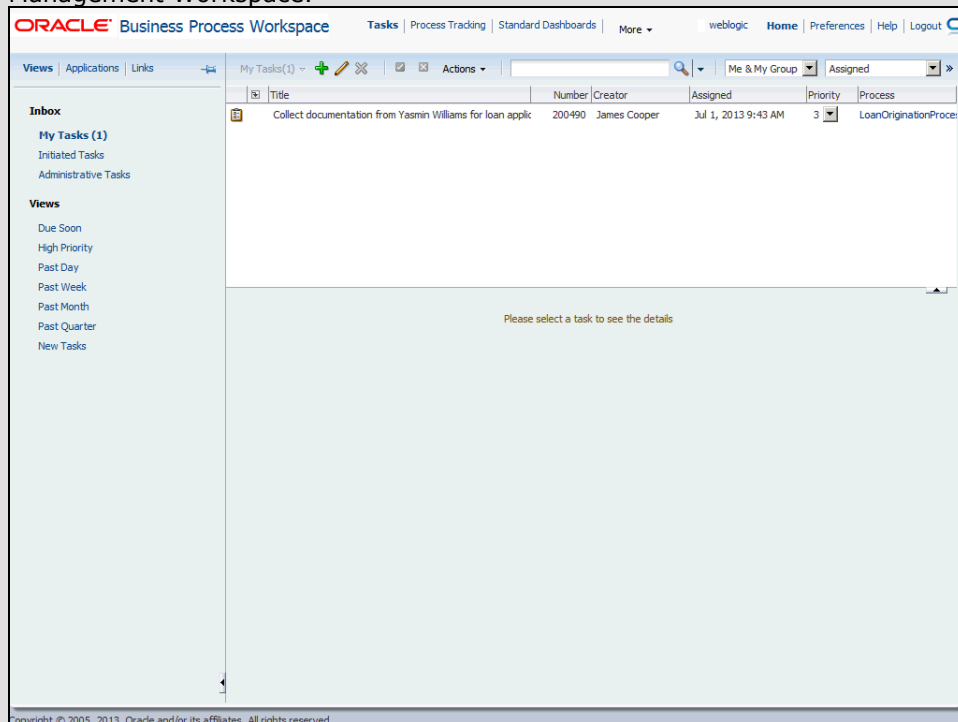 Management Workspace.
ORACLE Business Process Workspace Tasks Process Tracking Standard Dashboards More weblogic Home Preferences Help Logout
Views Applications Links My Tasks(1) Actions Me & My Group Assigned »
Title Number Creator Assigned Priority Process
Inbox Collect documentation from Yasmin Williams for loan applic 200490 James Cooper Jul 1, 2013 9:43 AM 3 LoanOriginationProces
My Tasks (1)
Initiated Tasks
Administrative Tasks
Views
Due Soon
High Priority
Past Day
Past Week
Past Month
Past Quarter
New Tasks
Please select a task to see the details
Copyright © 2005, 2013, Oracle and/or its affiliates. All rights reserved.